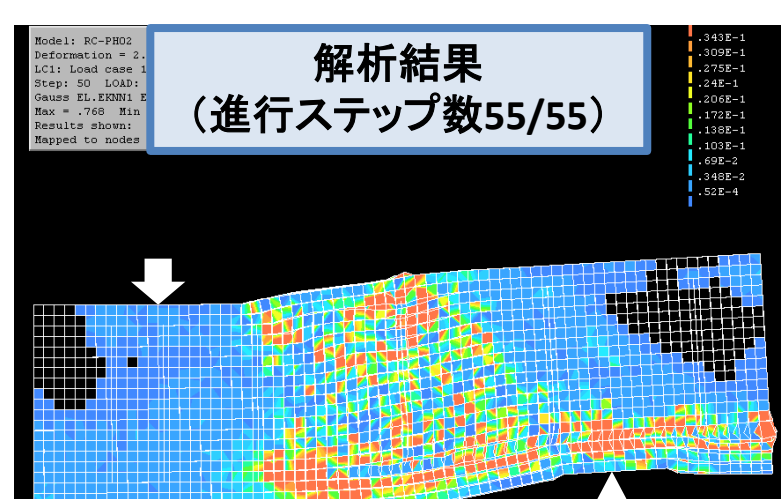 Model: RC-PH02
Deformation = 2.
LC1: Load case 1
Step: 50 LOAD:
Gauss EL.EKNN1 E
Max = .768 Min
Results shown:
Mapped to nodes
解析結果
（進行ステップ数55/55）
.343E-1
.309E-1
.275E-1
.24E-1
.206E-1
.172E-1
.138E-1
.103E-1
.69E-2
.348E-2
.52E-4